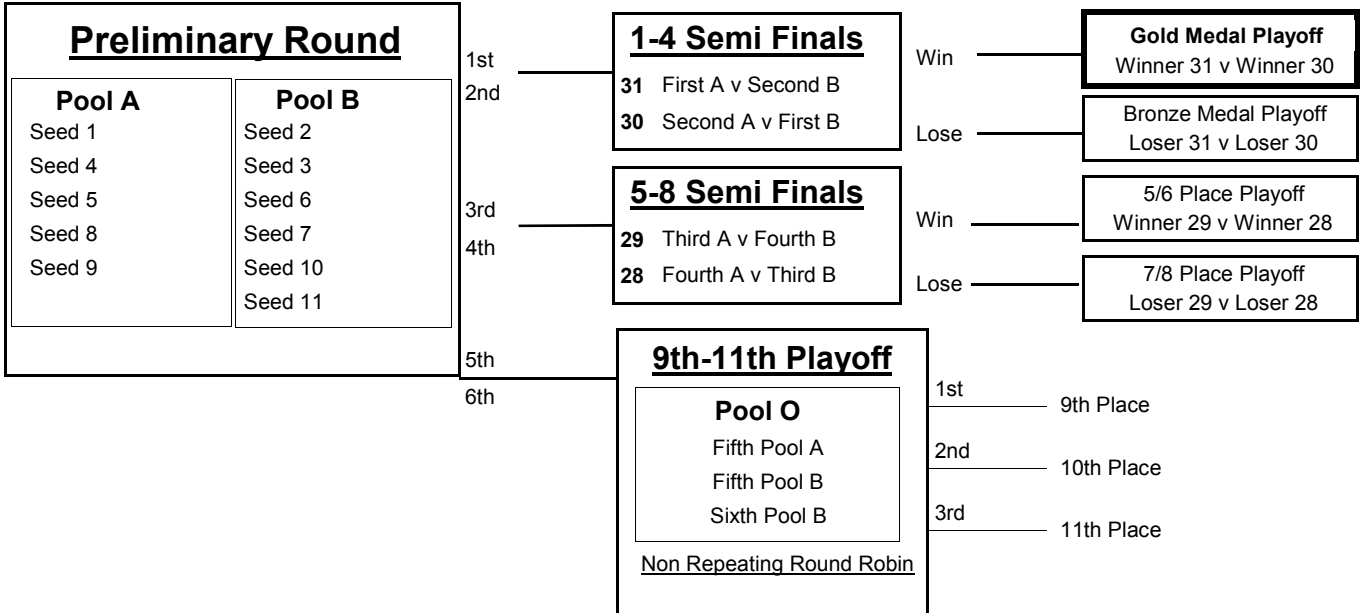 Preliminary Round
Pool A
Seed 1
Seed 4
Seed 5
Seed 8
Seed 9
Pool B
Seed 2
Seed 3
Seed 6
Seed 7
Seed 10
Seed 11
1st
2nd
3rd
4th
5th
6th
1-4 Semi Finals
31 First A v Second B
30 Second A v First B
Win
Lose
Gold Medal Playoff
Winner 31 v Winner 30
Bronze Medal Playoff
Loser 31 v Loser 30
5-8 Semi Finals
29 Third A v Fourth B
28 Fourth A v Third B
Win
Lose
5/6 Place Playoff
Winner 29 v Winner 28
7/8 Place Playoff
Loser 29 v Loser 28
9th-11th Playoff
Pool O
Fifth Pool A
Fifth Pool B
Sixth Pool B
Non Repeating Round Robin
1st
9th Place
2nd
10th Place
3rd
11th Place